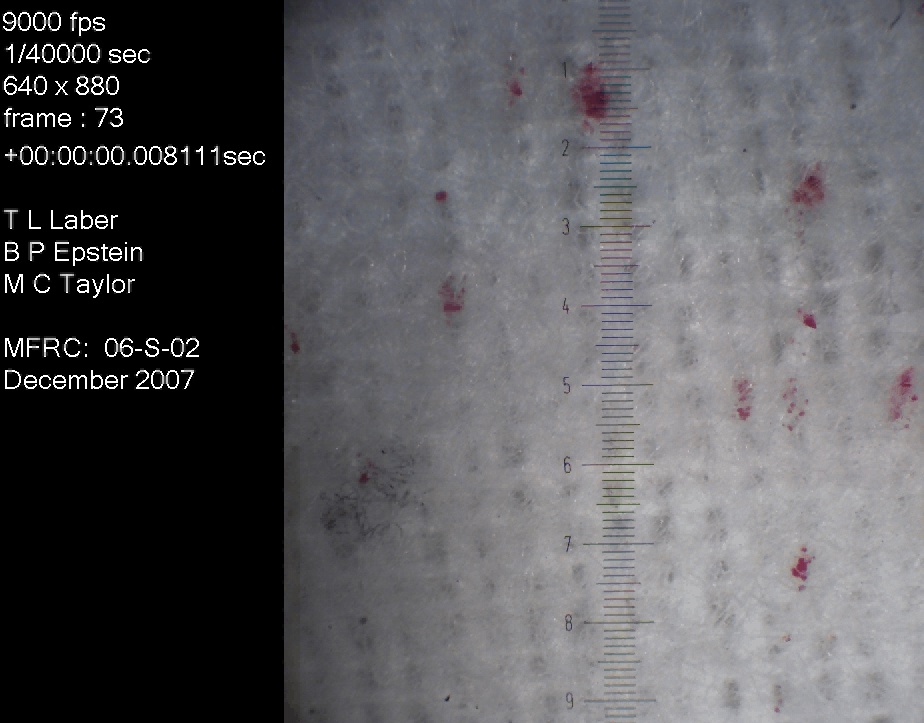 9000 fps
1/40000 sec
640 x 880
frame : 73
+00:00:00.008111sec
T L Laber
B P Epstein
M C Taylor
MFRC: 06-S-02
December 2007
1
2
3
4
5
6
7
8
9